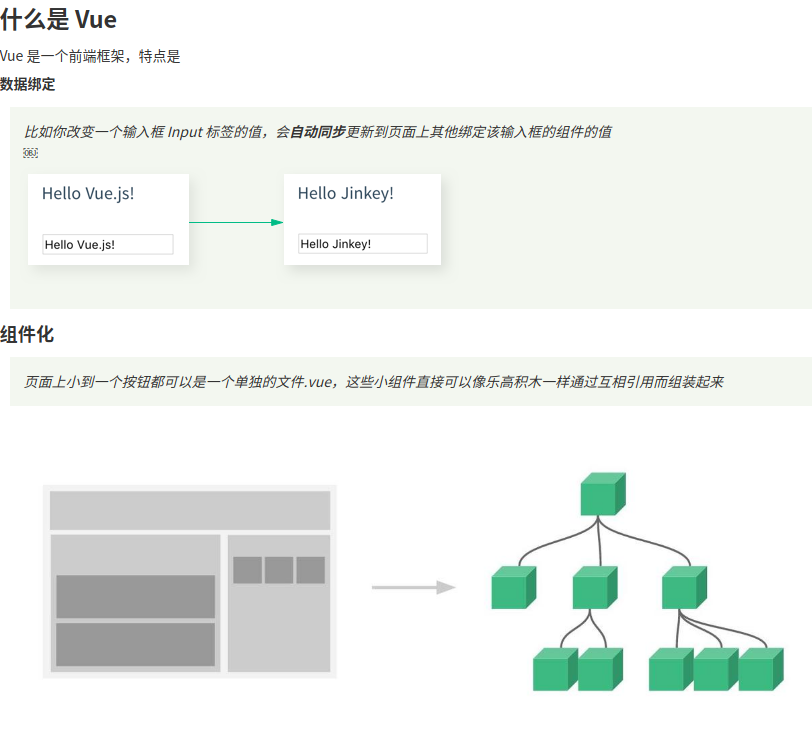 什么是 Vue
Vue 是一个前端框架，特点是
数据绑定
比如你改变一个输入框 Input 标签的值，会自动同步更新到页面上其他绑定该输入框的组件的值
Hello Vue.js!
Hello Jinkey!
Hello Vue.js!
Hello Jinkey!
组件化
页面上小到一个按钮都可以是一个单独的文件.vue，这些小组件直接可以像乐高积木一样通过互相引用而组装起来